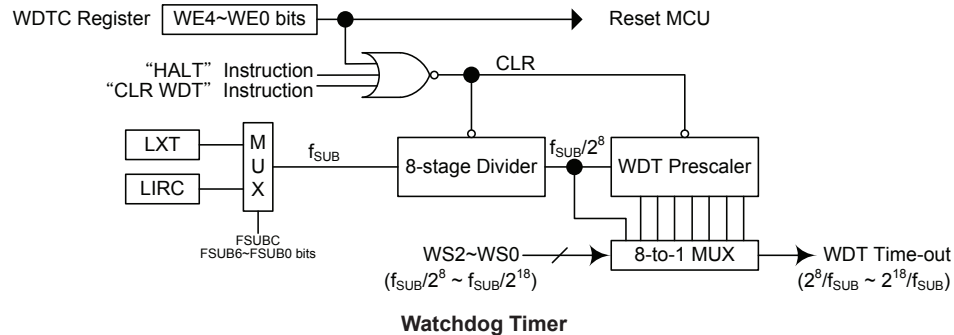 WDTC Register WE4~WE0 bits Reset MCU
CLR
“HALT” Instruction
“CLR WDT” Instruction
LXT
LIRC
M
U
X
fSUB
8-stage Divider
fSUB/2^8
WDT Prescaler
FSUBC
FSUB6~FSUB0 bits
WS2~WS0
(fSUB/2^8 ~ fSUB/2^18)
8-to-1 MUX
WDT Time-out
(2^8/fSUB ~ 2^18/fSUB)
Watchdog Timer